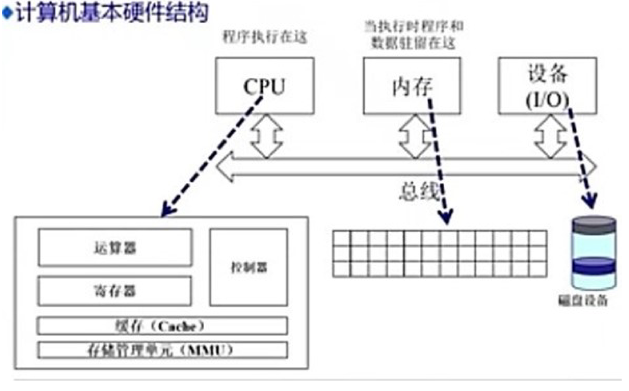 计算机基本硬件结构
程序执行在这
当执行时程序和
数据驻留在这
CPU
内存
设备
(I/O)
总线
运算器
控制器
寄存器
缓存（Cache）
存储管理单元（MMU）
磁盘设备